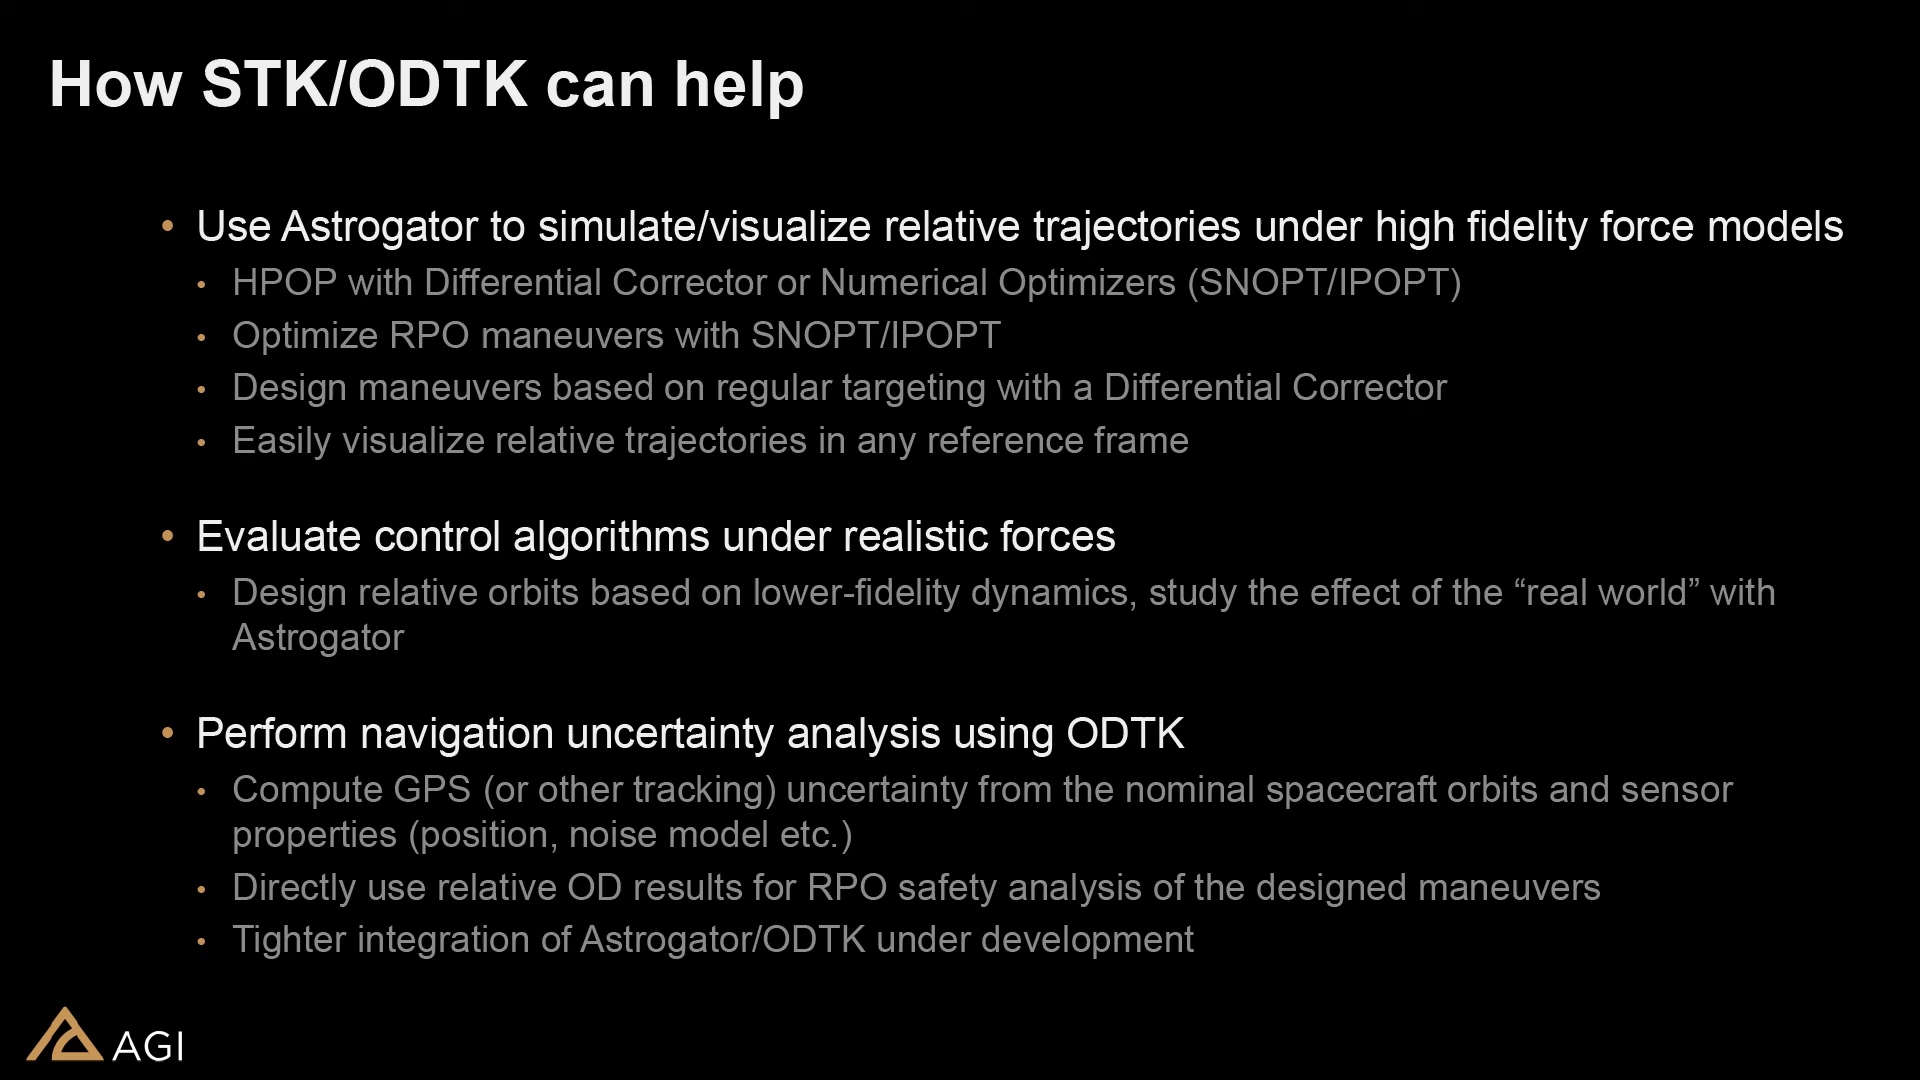 How STK/ODTK can help
• Use Astrogator to simulate/visualize relative trajectories under high fidelity force models
• HPOP with Differential Corrector or Numerical Optimizers (SNOPT/IPOPT)
• Optimize RPO maneuvers with SNOPT/IPOPT
• Design maneuvers based on regular targeting with a Differential Corrector
• Easily visualize relative trajectories in any reference frame
• Evaluate control algorithms under realistic forces
• Design relative orbits based on lower-fidelity dynamics, study the effect of the “real world” with
Astrogator
• Perform navigation uncertainty analysis using ODTK
• Compute GPS (or other tracking) uncertainty from the nominal spacecraft orbits and sensor
properties (position, noise model etc.)
• Directly use relative OD results for RPO safety analysis of the designed maneuvers
• Tighter integration of Astrogator/ODTK under development
AGI